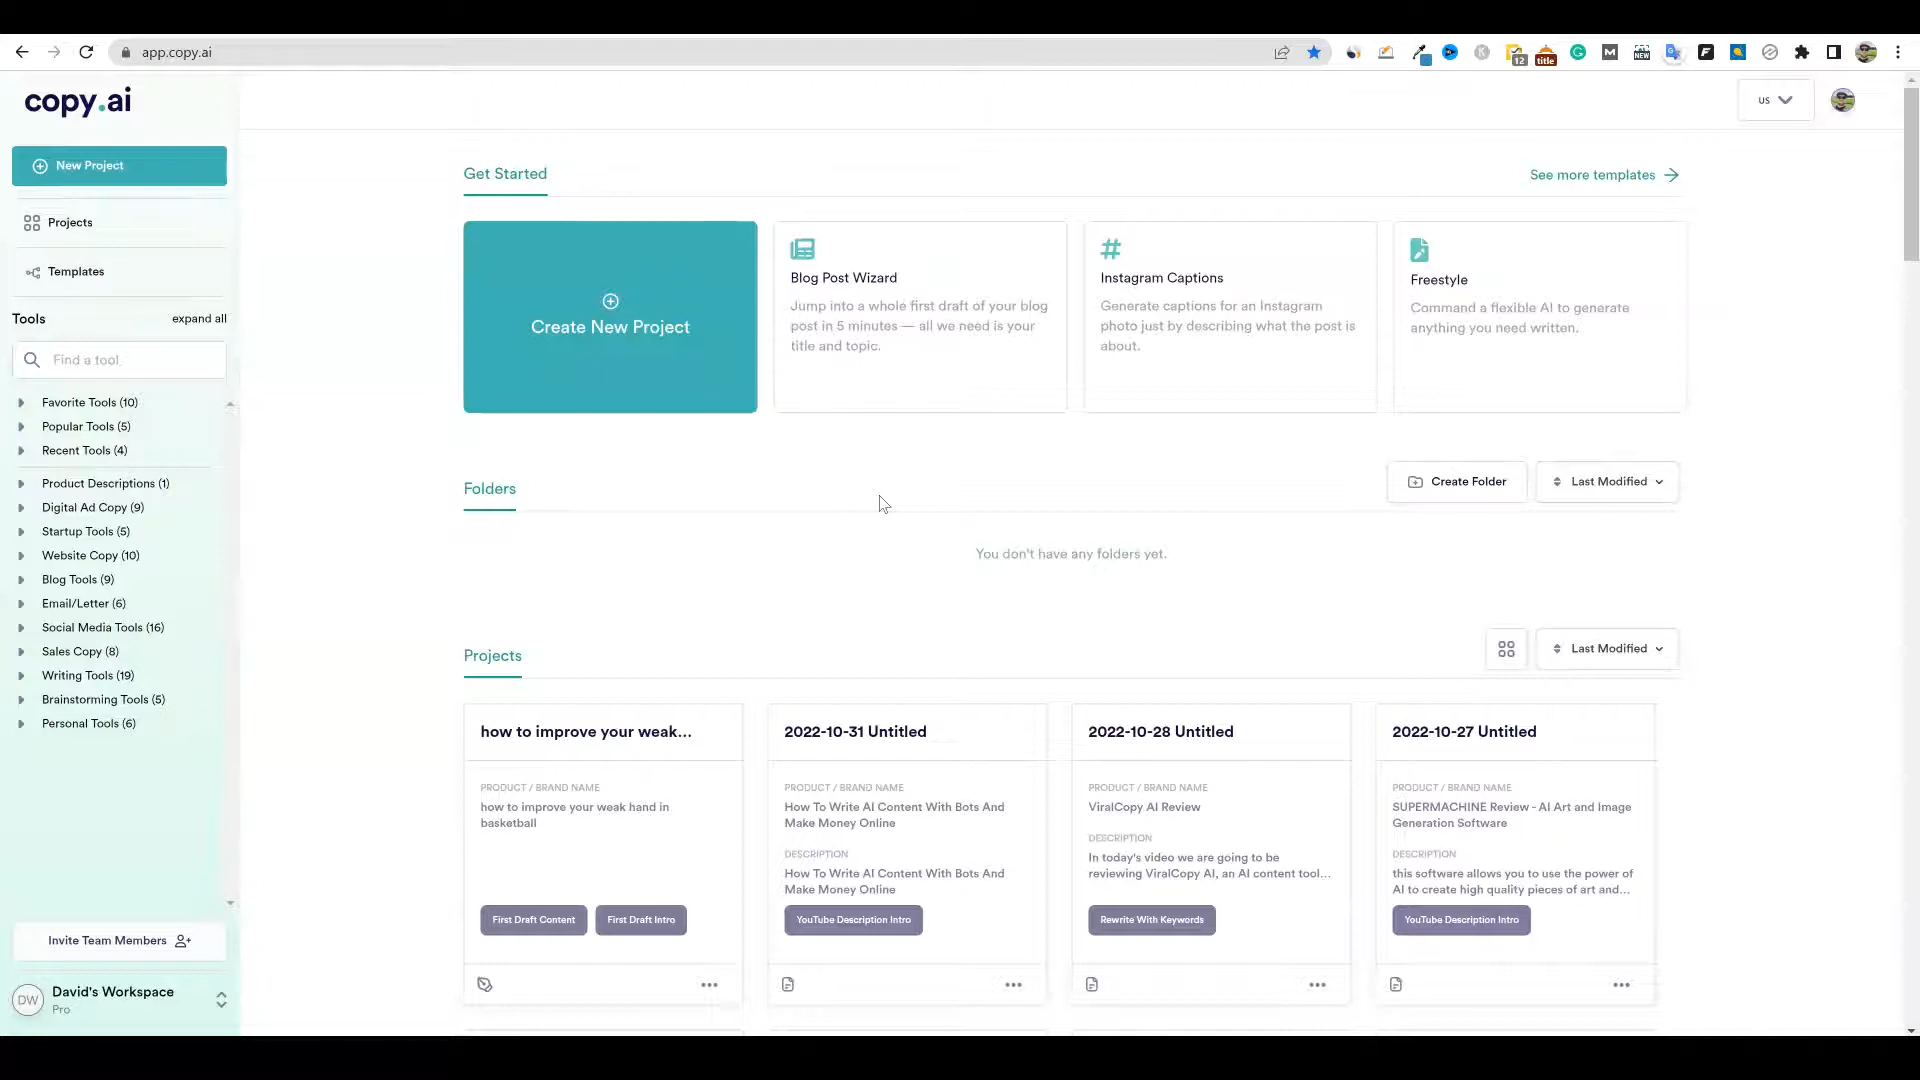 app.copy.ai
12
title
NEW
copy.ai
US
New Project
Projects
Templates
Tools
expand all
Find a tool
Favorite Tools (10)
Popular Tools (5)
Recent Tools (4)
Product Descriptions (1)
Digital Ad Copy (9)
Startup Tools (5)
Website Copy (10)
Blog Tools (9)
Email/Letter (6)
Social Media Tools (16)
Sales Copy (8)
Writing Tools (19)
Brainstorming Tools (5)
Personal Tools (6)
Invite Team Members
DW
David's Workspace
Pro
Get Started
See more templates
Create New Project
Blog Post Wizard
Jump into a whole first draft of your blog
post in 5 minutes — all we need is your
title and topic.
Instagram Captions
Generate captions for an Instagram
photo just by describing what the post is
about.
Freestyle
Command a flexible AI to generate
anything you need written.
Folders
Create Folder
Last Modified
You don't have any folders yet.
Projects
Last Modified
how to improve your weak...
PRODUCT / BRAND NAME
how to improve your weak hand in
basketball
First Draft Content
First Draft Intro
2022-10-31 Untitled
PRODUCT / BRAND NAME
How To Write AI Content With Bots And
Make Money Online
DESCRIPTION
How To Write AI Content With Bots And
Make Money Online
YouTube Description Intro
2022-10-28 Untitled
PRODUCT / BRAND NAME
ViralCopy AI Review
DESCRIPTION
In today's video we are going to be
reviewing ViralCopy AI, an AI content tool...
Rewrite With Keywords
2022-10-27 Untitled
PRODUCT / BRAND NAME
SUPERMACHINE Review - AI Art and Image
Generation Software
DESCRIPTION
this software allows you to use the power of
AI to create high quality pieces of art and...
YouTube Description Intro